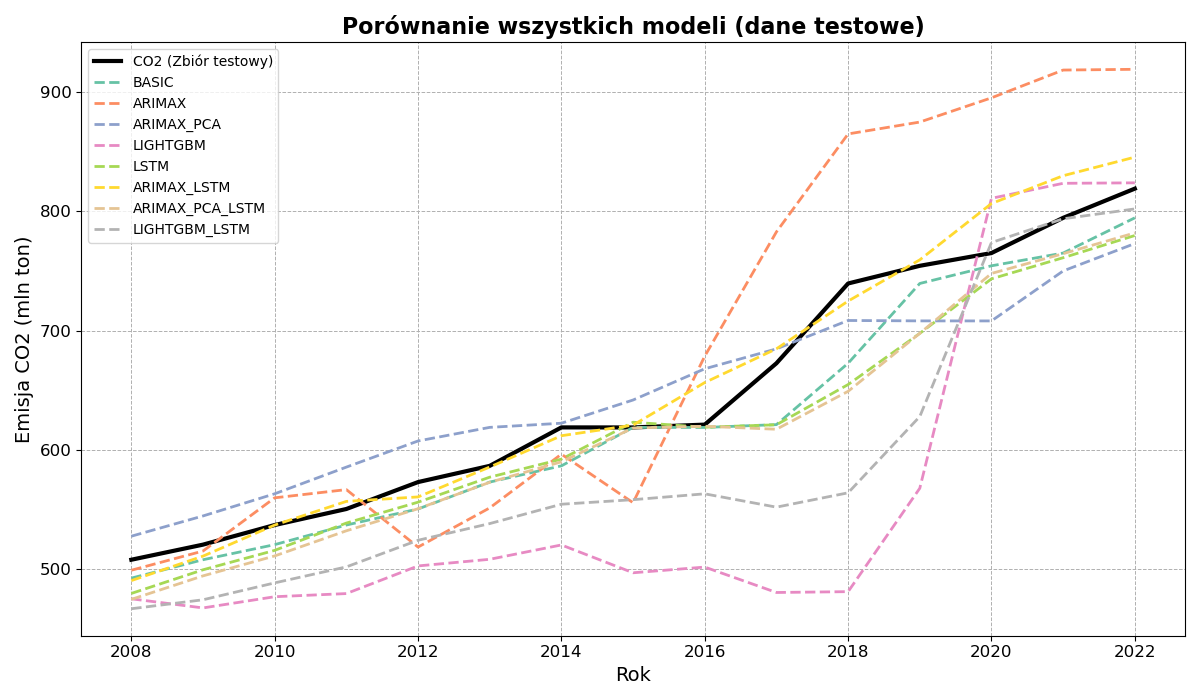 Porównanie wszystkich modeli (dane testowe)
CO2 (Zbiór testowy)
BASIC
ARIMAX
ARIMAX_PCA
LIGHTGBM
LSTM
ARIMAX_LSTM
ARIMAX_PCA_LSTM
LIGHTGBM_LSTM
Emisja CO2 (mln ton)
900
800
700
600
500
2008 2010 2012 2014 2016 2018 2020 2022
Rok